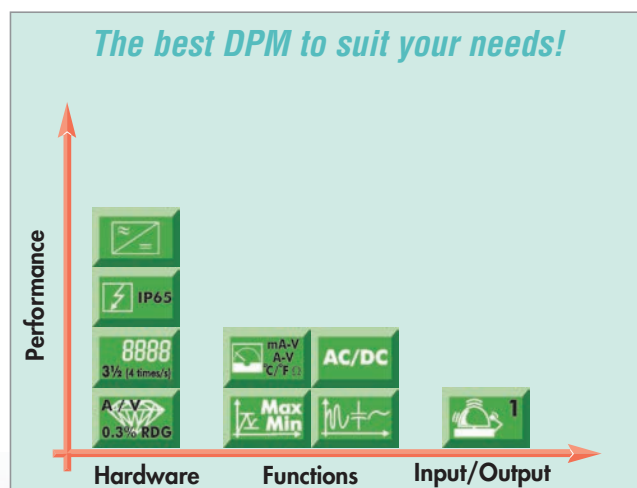 The best DPM to suit your needs!
Performance
IP65
8888
3½ (4 times/s)
A / V
0.3% RDG
mA-V
A-V
°C/°F Ω
AC/DC
Max
Min
1
Hardware
Functions
Input/Output